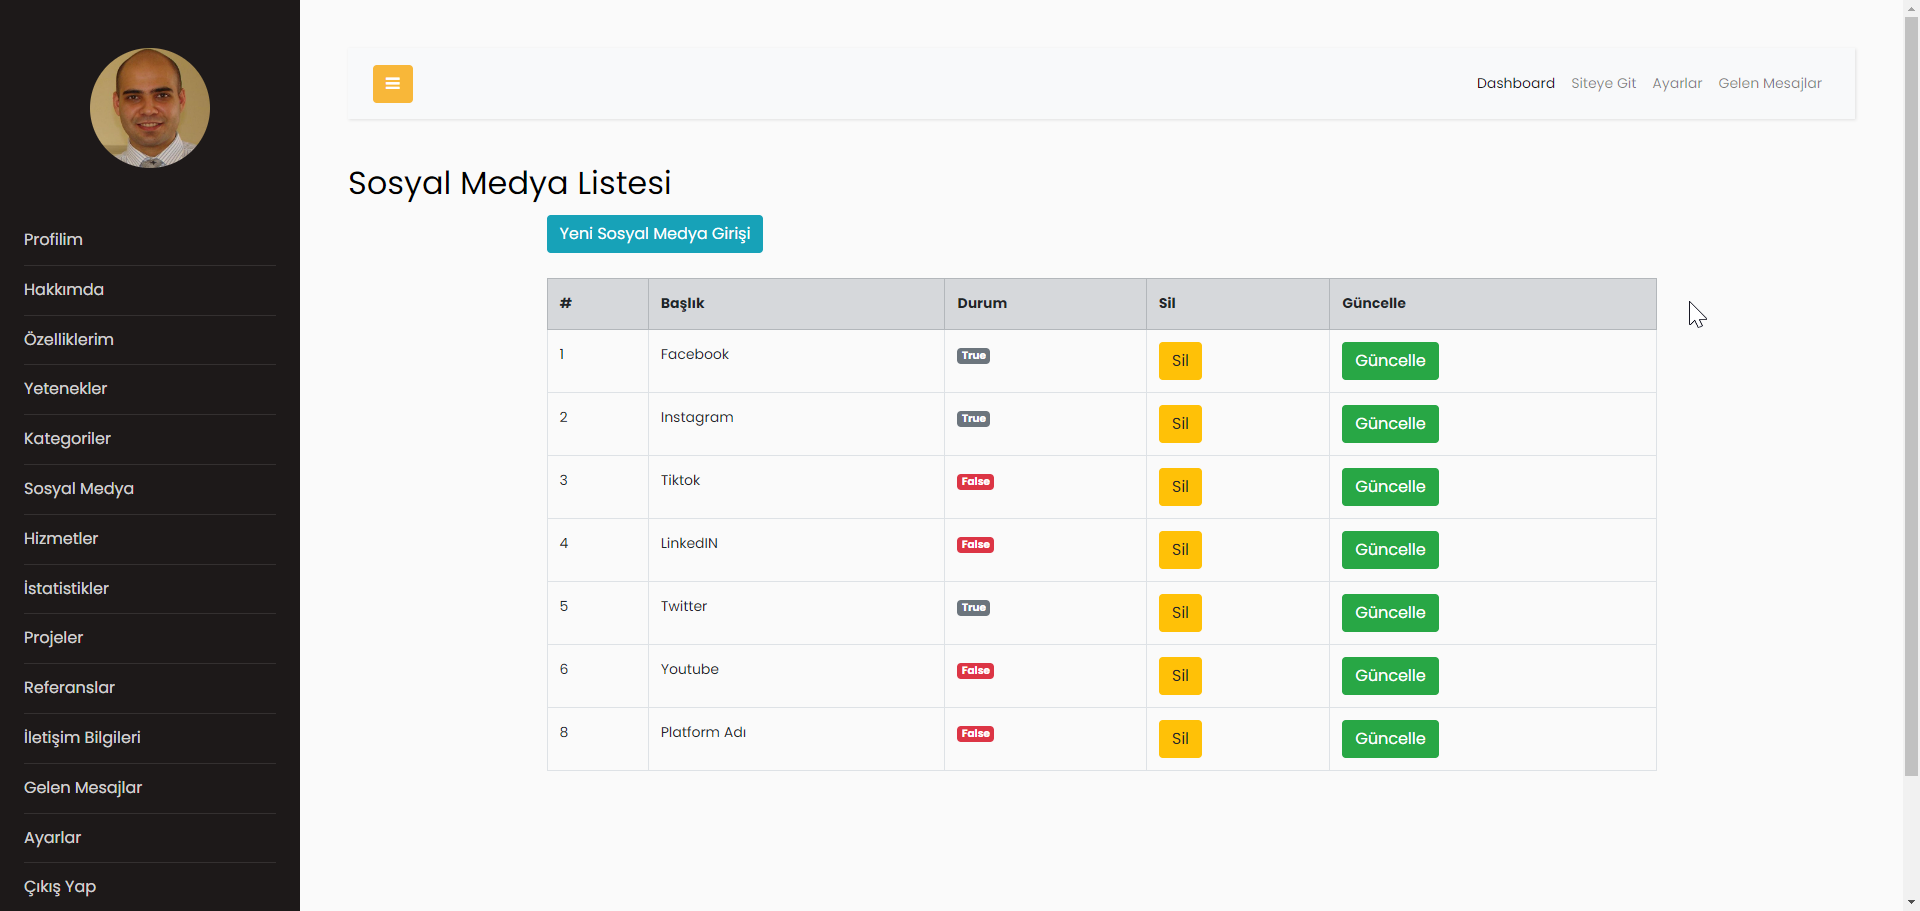 Dashboard Siteye Git Ayarlar Gelen Mesajlar
Profilim
Hakkımda
Özelliklerim
Yetenekler
Kategoriler
Sosyal Medya
Hizmetler
İstatistikler
Projeler
Referanslar
İletişim Bilgileri
Gelen Mesajlar
Ayarlar
Çıkış Yap
Sosyal Medya Listesi
Yeni Sosyal Medya Girişi
# Başlık Durum Sil Güncelle
1 Facebook True Sil Güncelle
2 Instagram True Sil Güncelle
3 Tiktok False Sil Güncelle
4 LinkedIN False Sil Güncelle
5 Twitter True Sil Güncelle
6 Youtube False Sil Güncelle
8 Platform Adı False Sil Güncelle